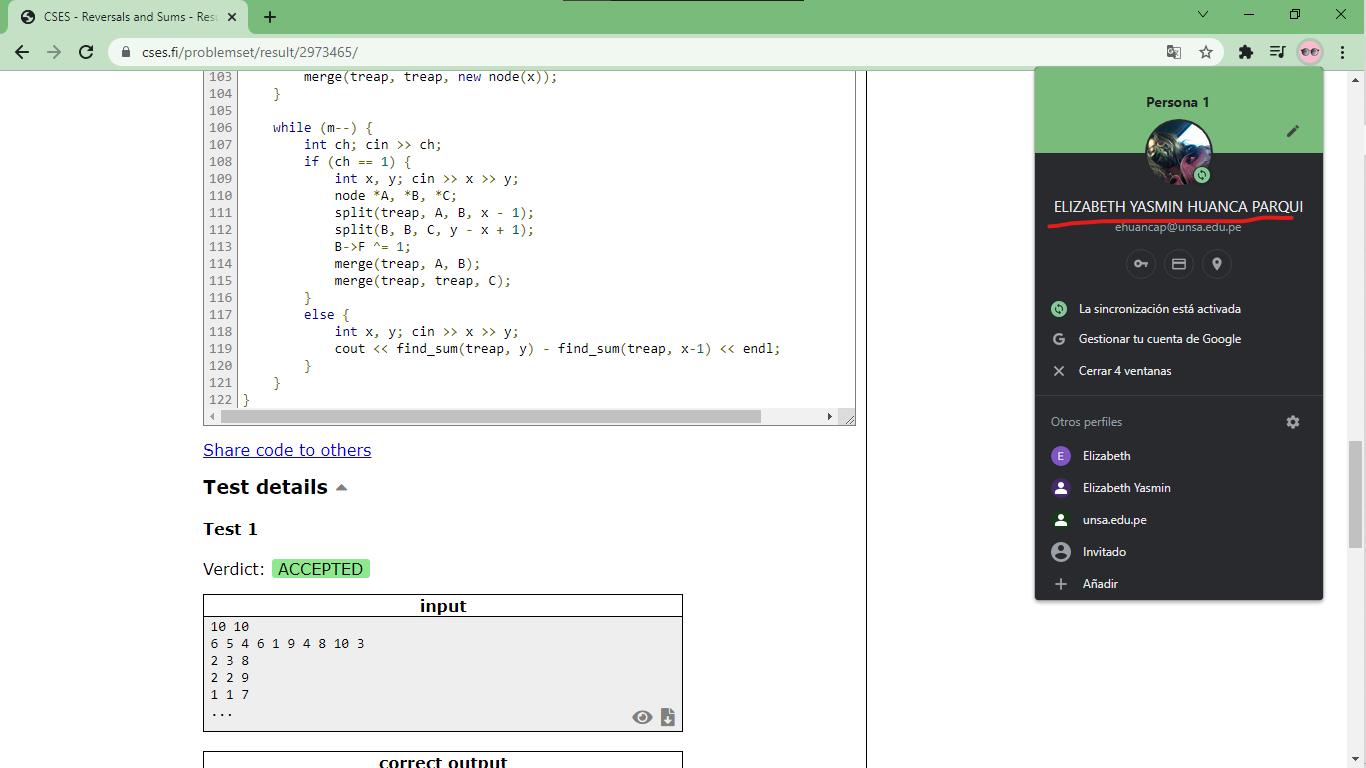 CSES - Reversals and Sums - Resu
cses.fi/problemset/result/2973465/
103 merge(treap, treap, new node(x));
104 }
105
106 while (m--) {
107 int ch; cin >> ch;
108 if (ch == 1) {
109 int x, y; cin >> x >> y;
110 node *A, *B, *C;
111 split(treap, A, B, x - 1);
112 split(B, B, C, y - x + 1);
113 B->F ^= 1;
114 merge(treap, A, B);
115 merge(treap, treap, C);
116 }
117 else {
118 int x, y; cin >> x >> y;
119 cout << find_sum(treap, y) - find_sum(treap, x-1) << endl;
120 }
121 }
122 }
Share code to others
Test details
Test 1
Verdict: ACCEPTED
input
10 10
6 5 4 6 1 9 4 8 10 3
2 3 8
2 2 9
1 1 7
...
correct output
Persona 1
ELIZABETH YASMIN HUANCA PARQUI
ehuancap@unsa.edu.pe
La sincronización está activada
G Gestionar tu cuenta de Google
Cerrar 4 ventanas
Otros perfiles
E Elizabeth
Elizabeth Yasmin
unsa.edu.pe
Invitado
Añadir